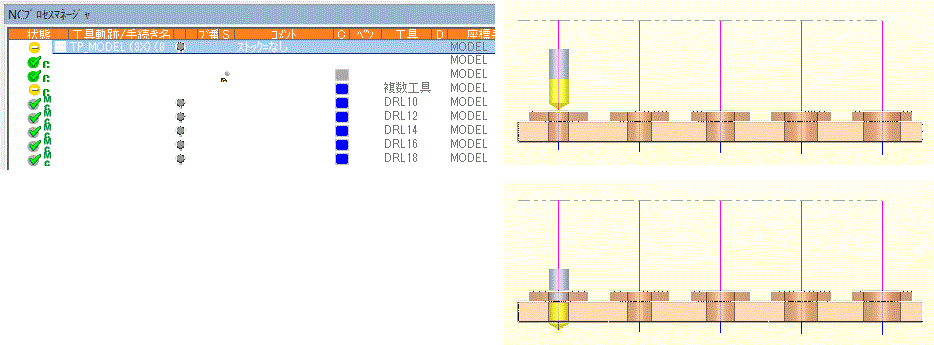 NCプロセスマネージャ
状態 工具軌跡/手続き名 ブ番 S コメント C ペン 工具 D 座標
TP_MODEL (3X) (8 ストック=なし MODEL
MODEL
MODEL
複数工具 MODEL
DRL10 MODEL
DRL12 MODEL
DRL14 MODEL
DRL16 MODEL
DRL18 MODEL